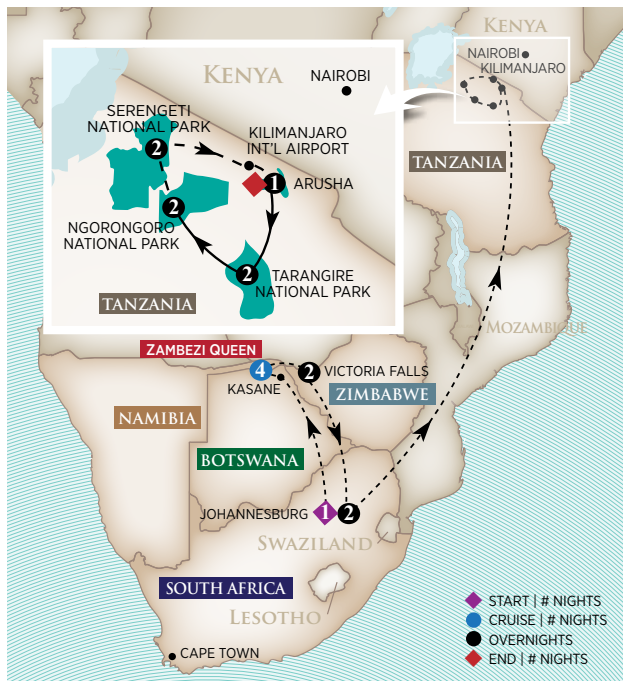 KENYA
NAIROBI
KILIMANJARO
KENYA
NAIROBI
SERENGETI
NATIONAL PARK
2
KILIMANJARO
INT'L AIRPORT
1
ARUSHA
2
NGORONGORO
NATIONAL PARK
2
TARANGIRE
NATIONAL PARK
TANZANIA
TANZANIA
MOZAMBIQUE
ZAMBEZI QUEEN
4
KASANE
2
VICTORIA FALLS
ZIMBABWE
NAMIBIA
BOTSWANA
JOHANNESBURG
1
2
SWAZILAND
SOUTH AFRICA
LESOTHO
CAPE TOWN
START | # NIGHTS
CRUISE | # NIGHTS
OVERNIGHTS
END | # NIGHTS